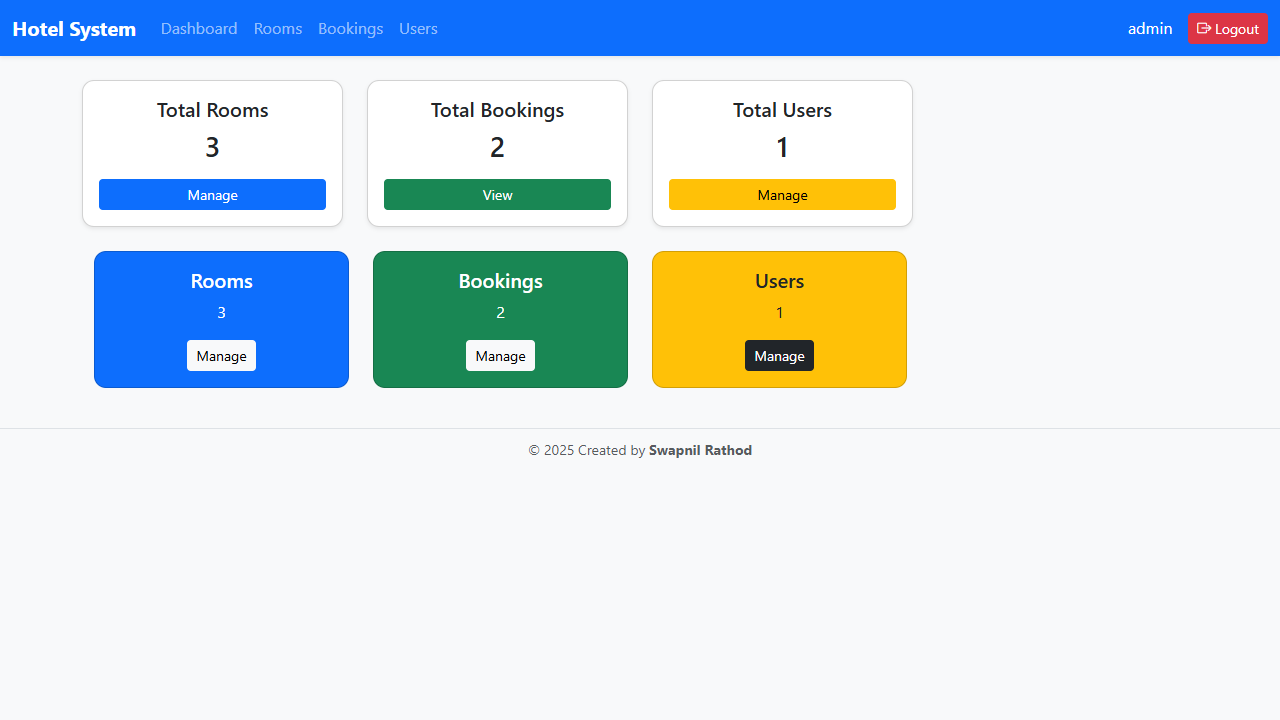 Hotel System Dashboard Rooms Bookings Users admin Logout
Total Rooms Total Bookings Total Users
3 2 1
Manage View Manage
Rooms Bookings Users
3 2 1
Manage Manage Manage
© 2025 Created by Swapnil Rathod